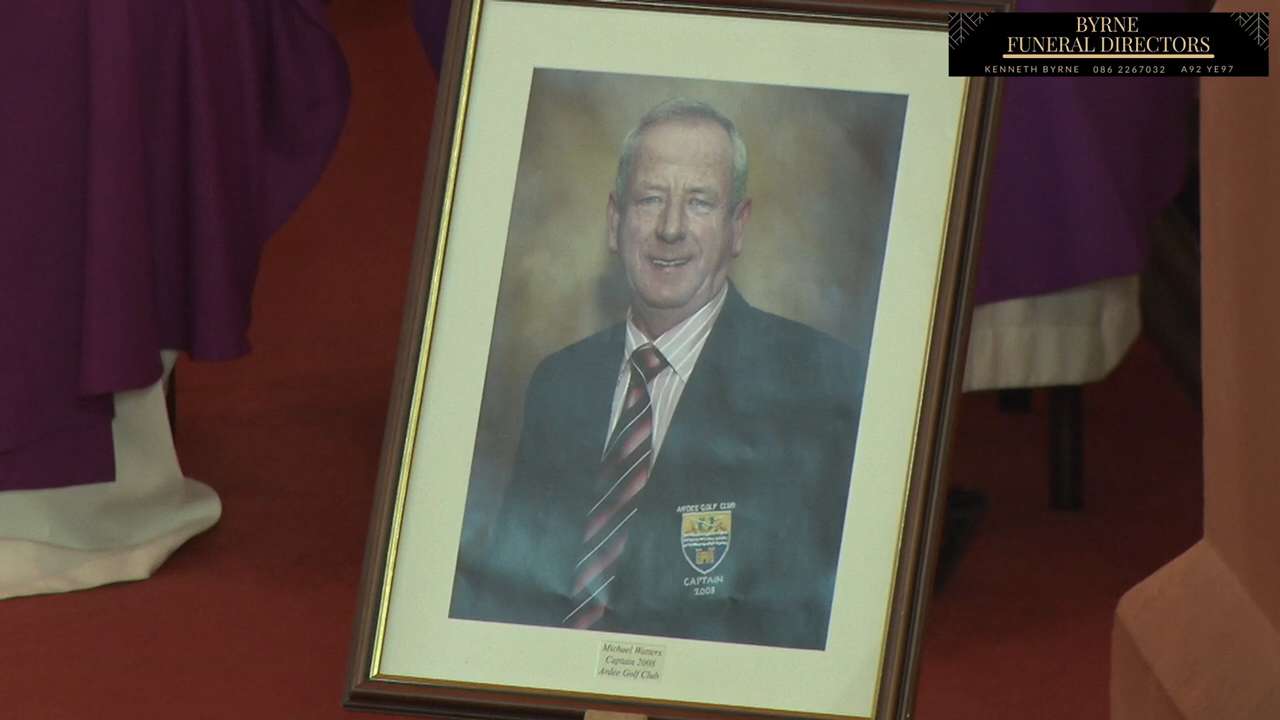 BYRNE
FUNERAL DIRECTORS
KENNETH BYRNE 086 2267032 A92 YE97
ARDEE GOLF CLUB
CAPTAIN
2008
Michael Watters
Captain 2008
Ardee Golf Club